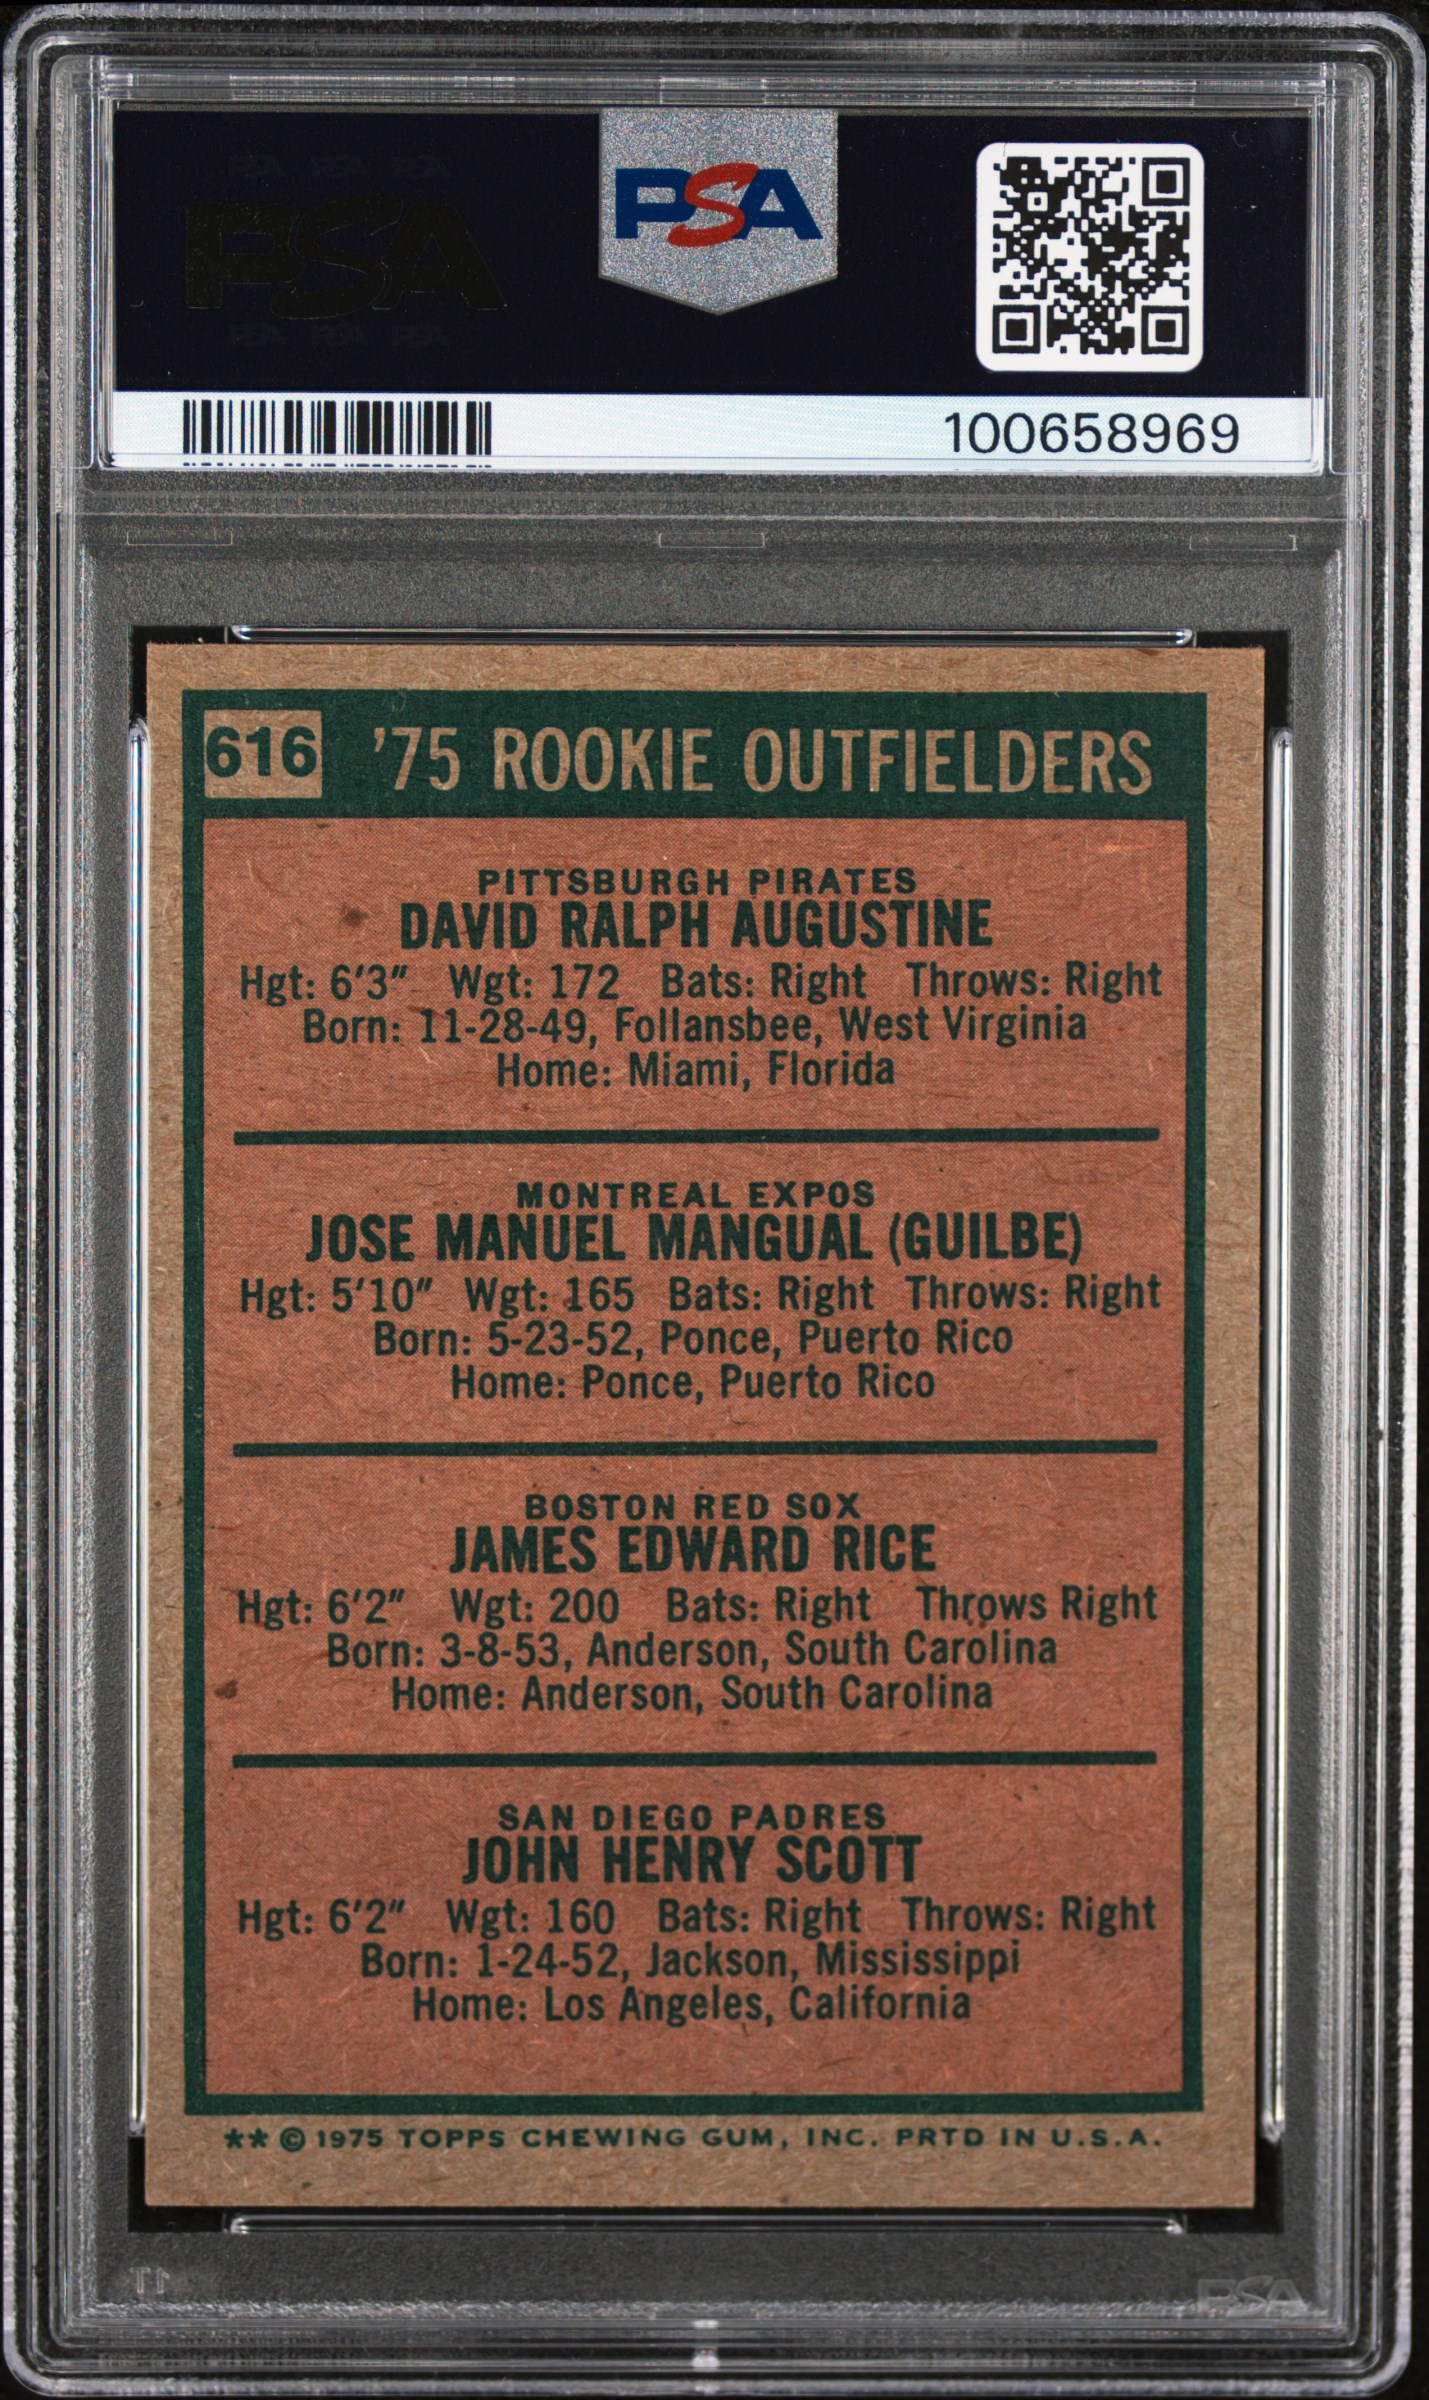 PSA
100658969
616 '75 ROOKIE OUTFIELDERS
PITTSBURGH PIRATES
DAVID RALPH AUGUSTINE
Hgt: 6'3" Wgt: 172 Bats: Right Throws: Right
Born: 11-28-49, Follansbee, West Virginia
Home: Miami, Florida
MONTREAL EXPOS
JOSE MANUEL MANGUAL (GUILBE)
Hgt: 5'10" Wgt: 165 Bats: Right Throws: Right
Born: 5-23-52, Ponce, Puerto Rico
Home: Ponce, Puerto Rico
BOSTON RED SOX
JAMES EDWARD RICE
Hgt: 6'2" Wgt: 200 Bats: Right Throws Right
Born: 3-8-53, Anderson, South Carolina
Home: Anderson, South Carolina
SAN DIEGO PADRES
JOHN HENRY SCOTT
Hgt: 6'2" Wgt: 160 Bats: Right Throws: Right
Born: 1-24-52, Jackson, Mississippi
Home: Los Angeles, California
** © 1975 TOPPS CHEWING GUM, INC. PRTD IN U.S.A.
PSA